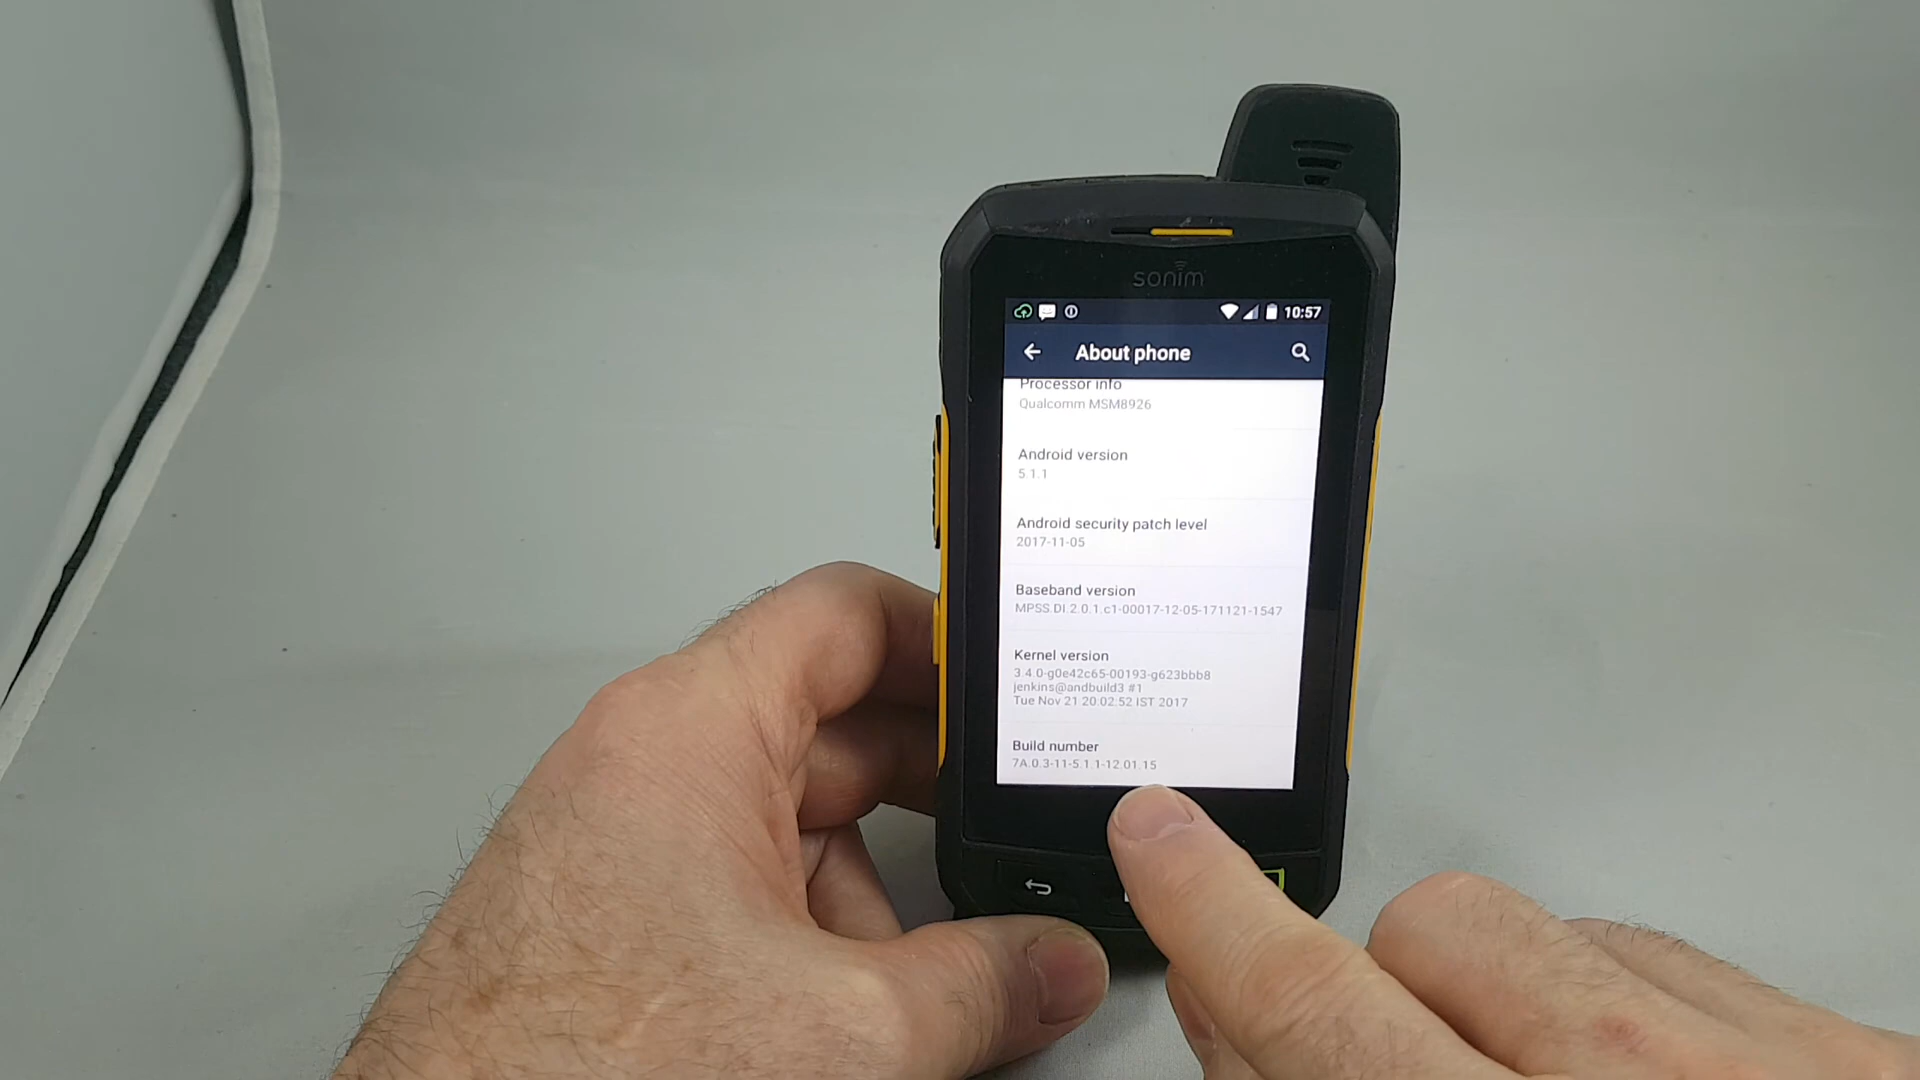 sonim
10:57
About phone
Processor info
Qualcomm MSM8926
Android version
5.1.1
Android security patch level
2017-11-05
Baseband version
MPSS.DI.2.0.1.c1-00017-12-05-171121-1547
Kernel version
3.4.0-g0e42c65-00193-g623bbb8
jenkins@andbuild3 #1
Tue Nov 21 20:02:52 IST 2017
Build number
7A.0.3-11-5.1.1-12.01.15